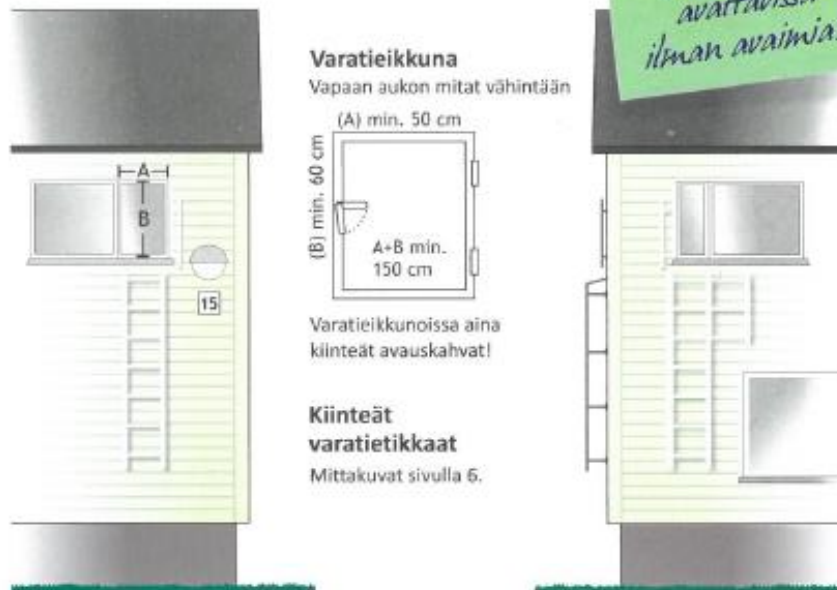 avattavissa
ilman avaimia!
Varatieikkuna
Vapaan aukon mitat vähintään
(A) min. 50 cm
(B) min. 60 cm
A+B min.
150 cm
Varatieikkunoissa aina
kiinteät avauskahvat!
Kiinteät
varatietikkaat
Mittakuvat sivulla 6.
A
B
15